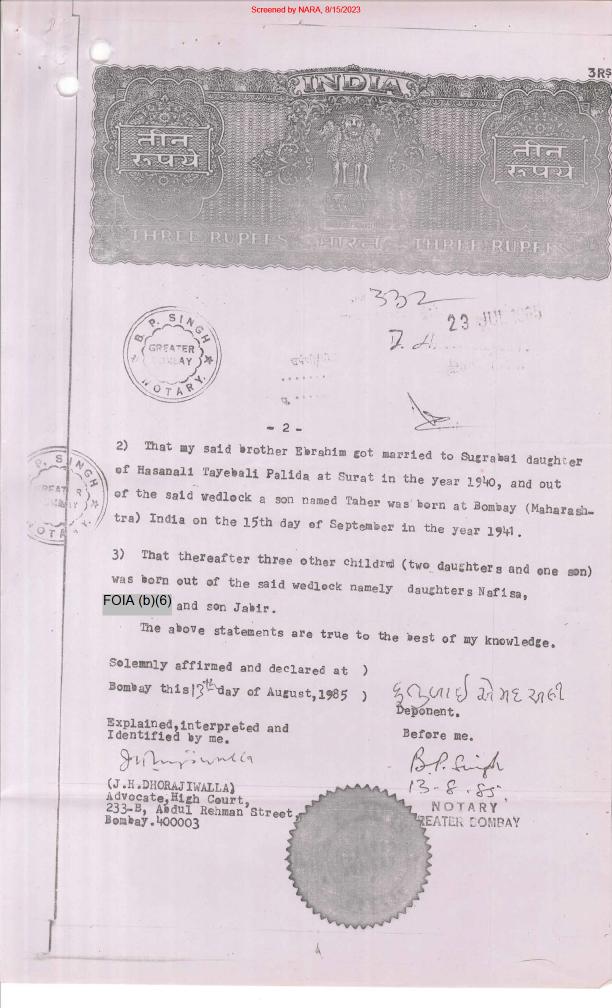 Screened by NARA, 8/15/2023
3RS
INDIA
तीन
रुपये
तीन
रुपये
THREE RUPEES भारत THREE RUPEES
332
23 JUL 1985
B. P. SINGH
GREATER
BOMBAY
NOTARY.
- 2 -
2) That my said brother Ebrahim got married to Sugrabai daughter
of Hasanali Tayebali Palida at Surat in the year 1940, and out
of the said wedlock a son named Taher was born at Bombay (Maharash-
tra) India on the 15th day of September in the year 1941.
3) That thereafter three other childrd (two daughters and one son)
was born out of the said wedlock namely daughters Nafisa,
FOIA (b)(6) and son Jabir.
The above statements are true to the best of my knowledge.
Solemnly affirmed and declared at )
Bombay this 13th day of August,1985 )
Deponent.
Explained,interpreted and
Identified by me.
Before me.
B.P. Singh
13-8-85
(J.H.DHORAJIWALLA)
Advocate,High Court,
233-B, Abdul Rehman Street,
Bombay.400003
NOTARY
GREATER BOMBAY